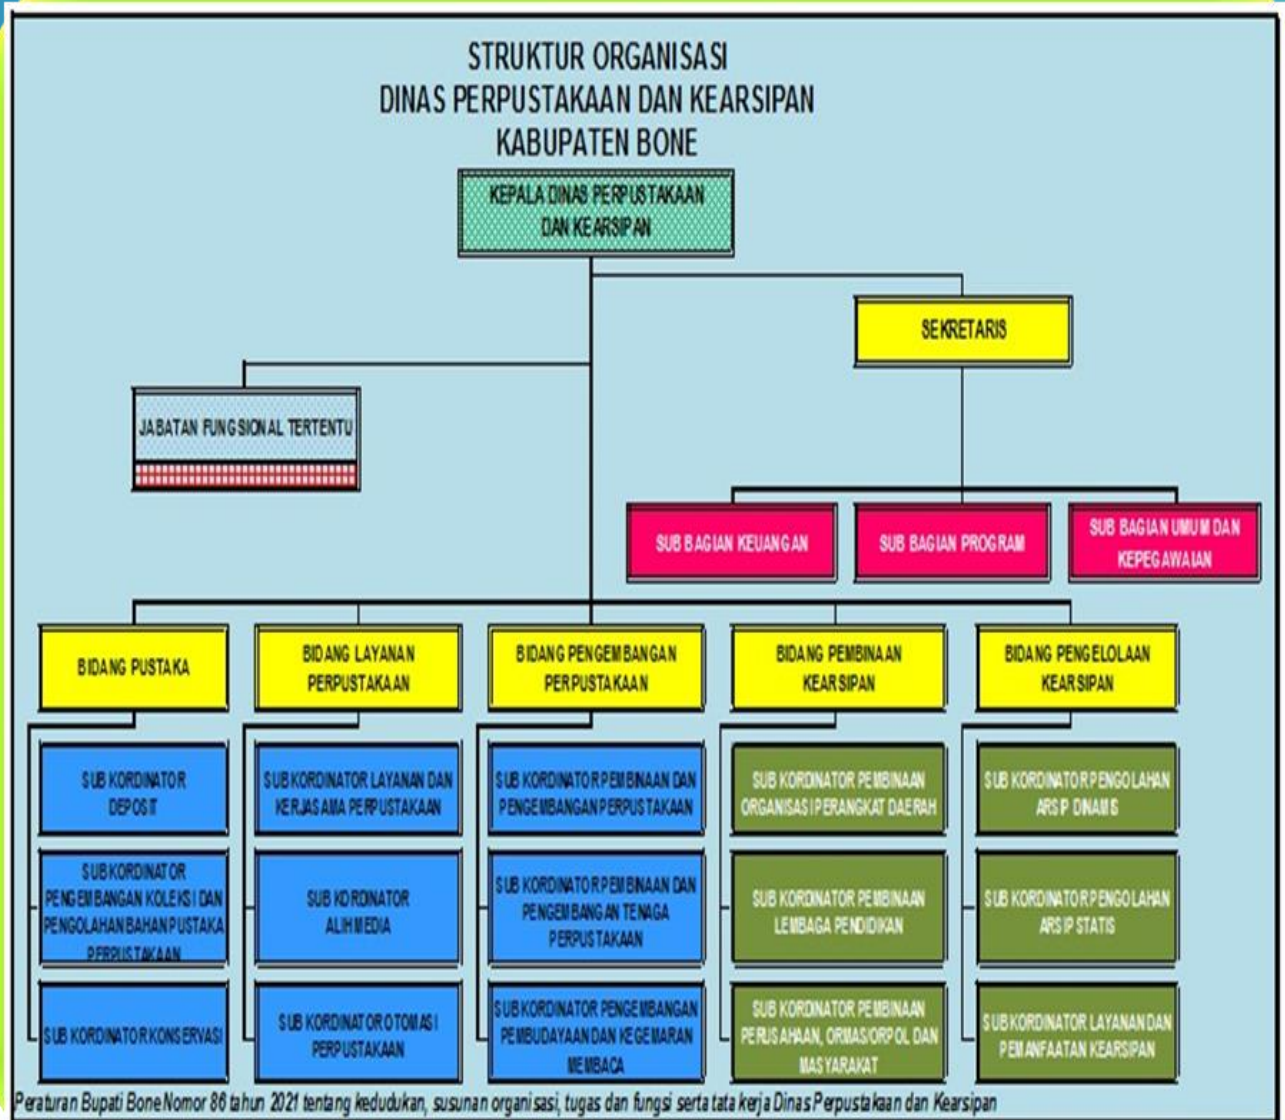 STRUKTUR ORGANISASI
DINAS PERPUSTAKAAN DAN KEARSIPAN
KABUPATEN BONE
KEPALA DINAS PERPUSTAKAAN
DAN KEARSIPAN
SEKRETARIS
JABATAN FUNGSIONAL TERTENTU
SUB BAGIAN KEUANGAN
SUB BAGIAN PROGRAM
SUB BAGIAN UMUM DAN
KEPEGAWAIAN
BIDANG PUSTAKA
BIDANG LAYANAN
PERPUSTAKAAN
BIDANG PENGEMBANGAN
PERPUSTAKAAN
BIDANG PEMBINAAN
KEARSIPAN
BIDANG PENGELOLAAN
KEARSIPAN
SUB KORDINATOR
DEPOSIT
SUB KORDINATOR LAYANAN DAN
KERJASAMA PERPUSTAKAAN
SUB KORDINATOR PEMBINAAN DAN
PENGEMBANGAN PERPUSTAKAAN
SUB KORDINATOR PEMBINAAN
ORGANISASI PERANGKAT DAERAH
SUB KORDINATOR PENGOLAHAN
ARSIP DINAMIS
SUB KORDINATOR
PENGEMBANGAN KOLEKSI DAN
PENGOLAHAN BAHAN PUSTAKA
PERPUSTAKAAN
SUB KORDINATOR
ALIH MEDIA
SUB KORDINATOR PEMBINAAN DAN
PENGEMBANGAN TENAGA
PERPUSTAKAAN
SUB KORDINATOR PEMBINAAN
LEMBAGA PENDIDIKAN
SUB KORDINATOR PENGOLAHAN
ARSIP STATIS
SUB KORDINATOR KONSERVASI
SUB KORDINATOR OTOMASI
PERPUSTAKAAN
SUB KORDINATOR PENGEMBANGAN
PEMBUDAYAAN DAN KEGEMARAN
MEMBACA
SUB KORDINATOR PEMBINAAN
PERUSAHAAN, ORMAS/ORPOL DAN
MASYARAKAT
SUB KORDINATOR LAYANAN DAN
PEMANFAATAN KEARSIPAN
Peraturan Bupati Bone Nomor 86 tahun 2021 tentang kedudukan, susunan organisasi, tugas dan fungsi serta tata kerja Dinas Perpustakaan dan Kearsipan